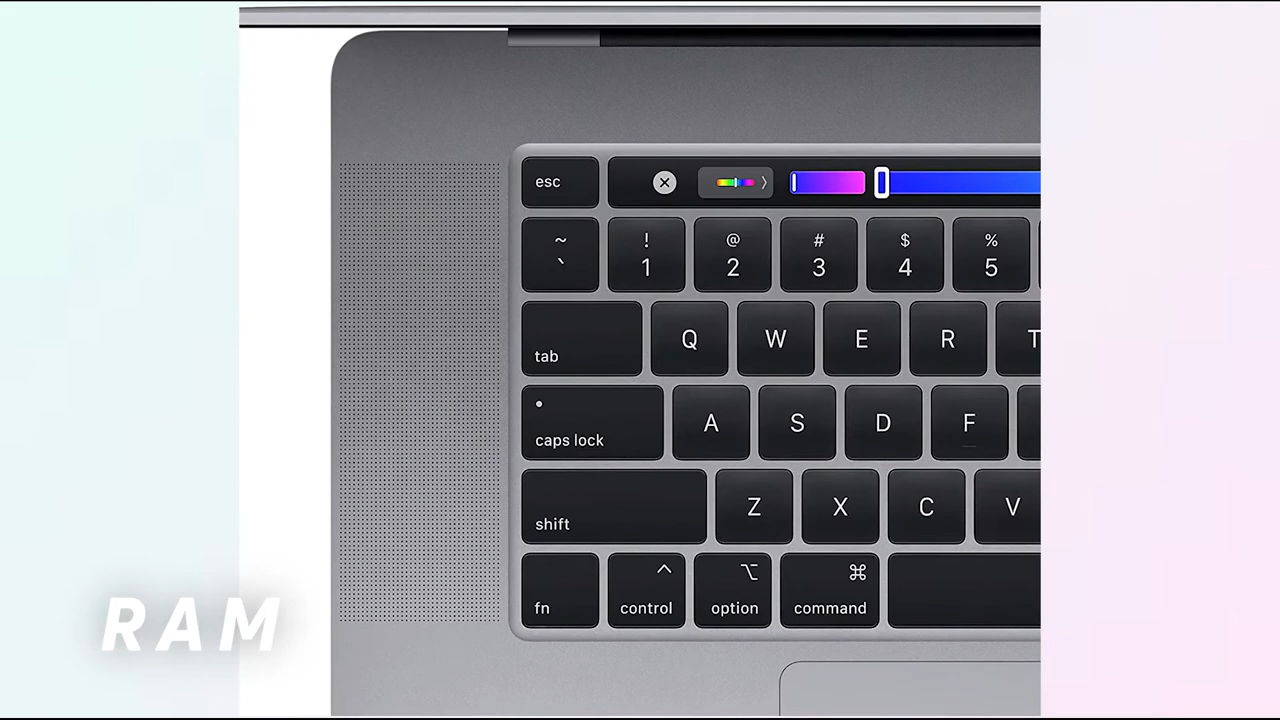 esc
~ ! @ # $ %
` 1 2 3 4 5
tab Q W E R T
caps lock A S D F
shift Z X C V
fn control option command
RAM